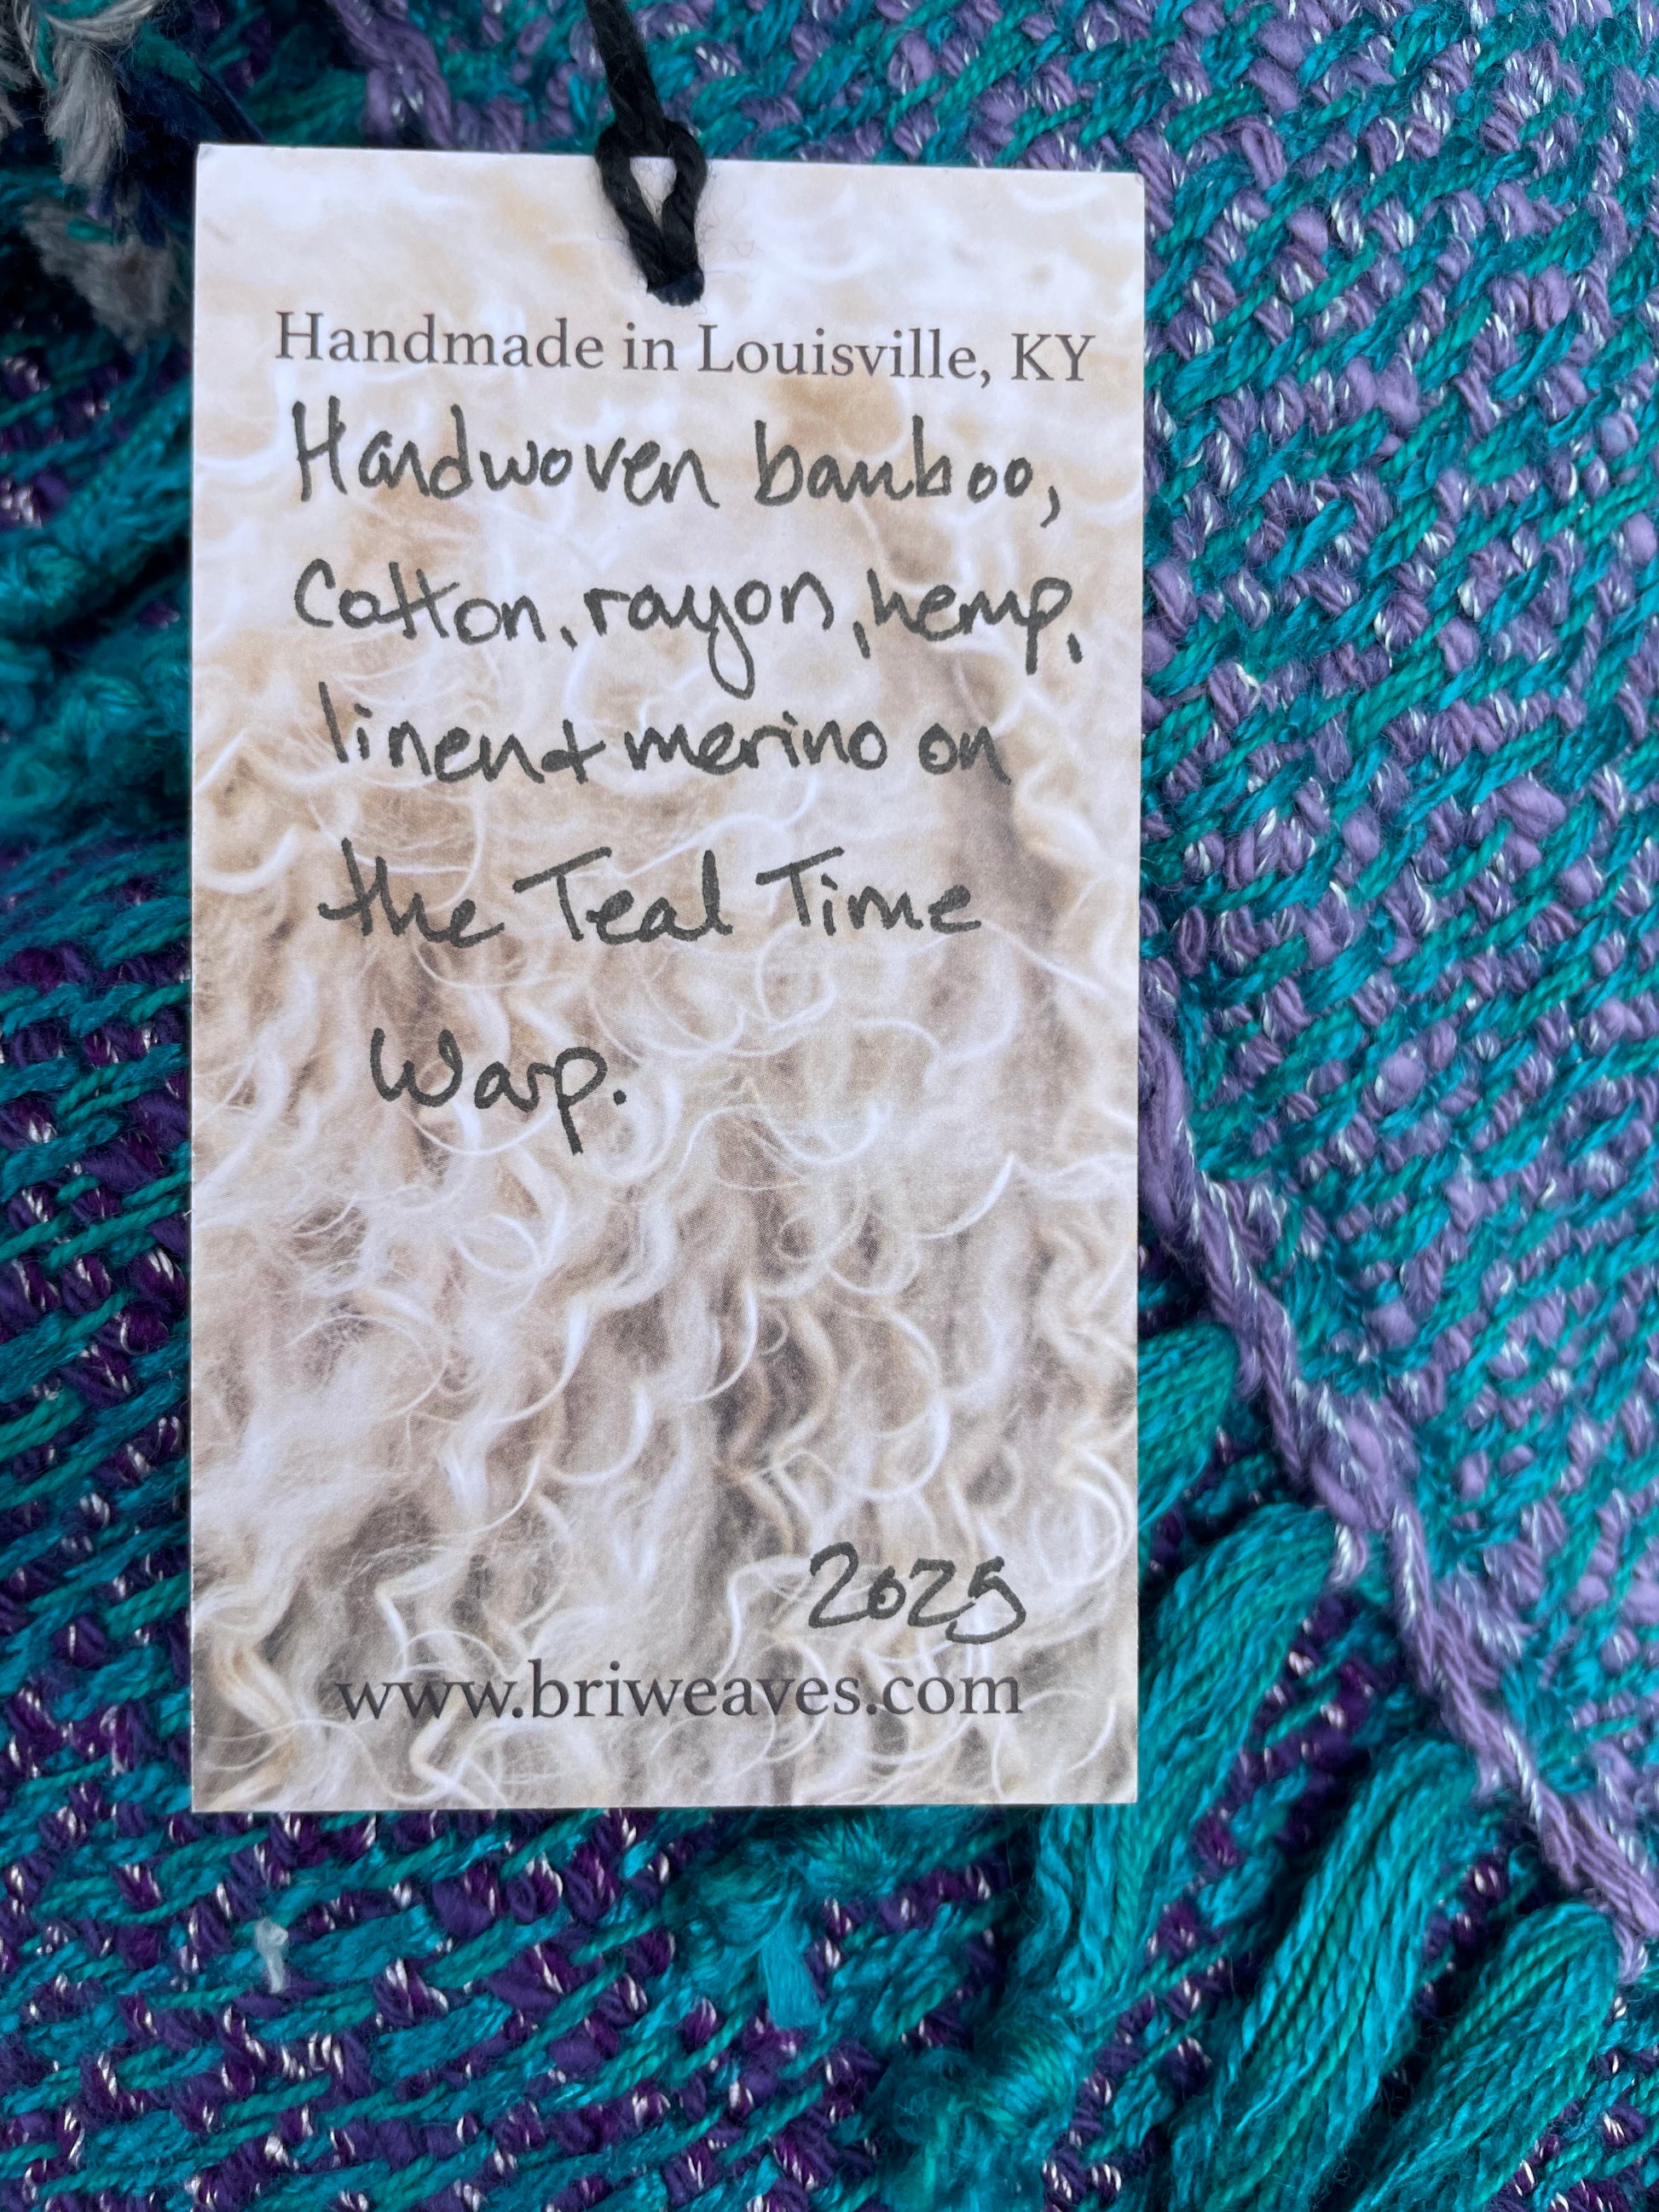 Handmade in Louisville, KY
Handwoven bamboo,
Cotton, rayon, hemp,
linen + merino on
the Teal Time
Warp.
2025
www.briweaves.com